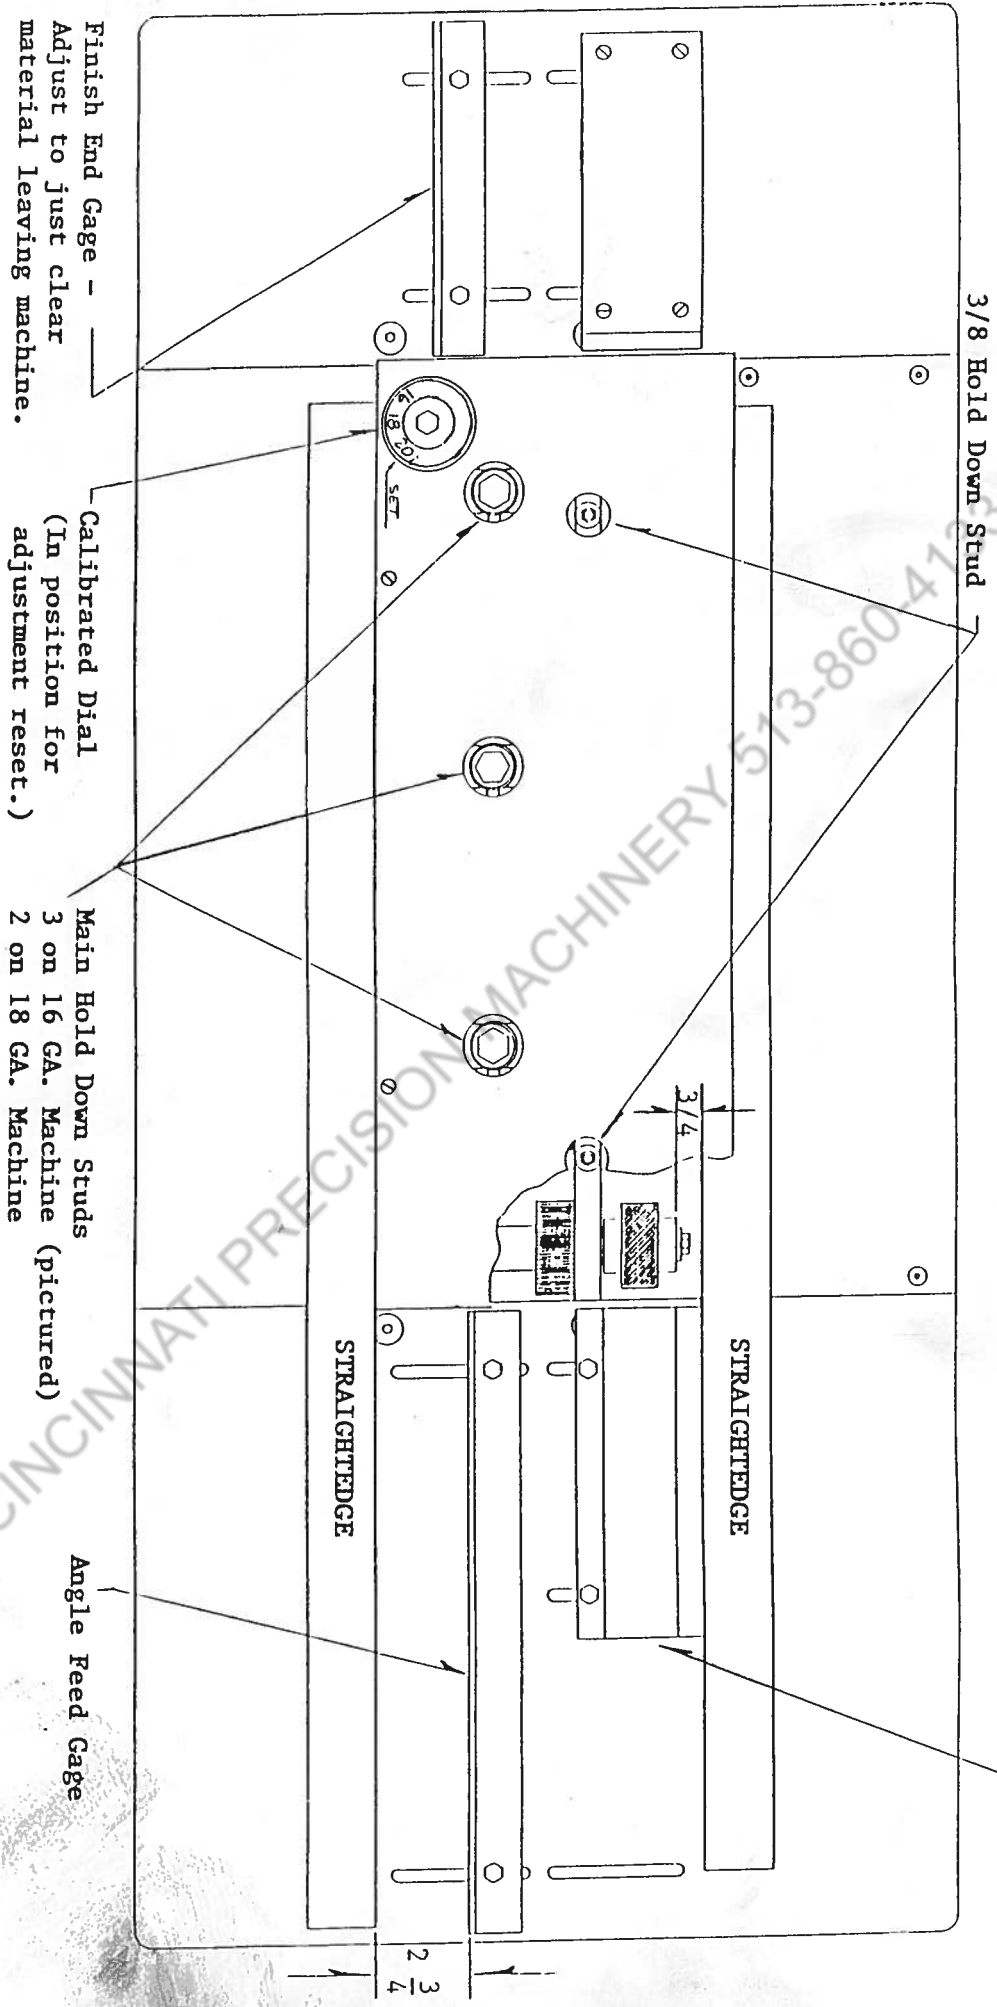 3/8 Hold Down Stud
3/4
STRAIGHTEDGE
16 18 20
SET
STRAIGHTEDGE
2 3/4
Finish End Gage -
Adjust to just clear
material leaving machine.
Calibrated Dial
(In position for
adjustment reset.)
Main Hold Down Studs
3 on 16 GA. Machine (pictured)
2 on 18 GA. Machine
Angle Feed Gage
CINCINNATI PRECISION MACHINERY 513-860-4133